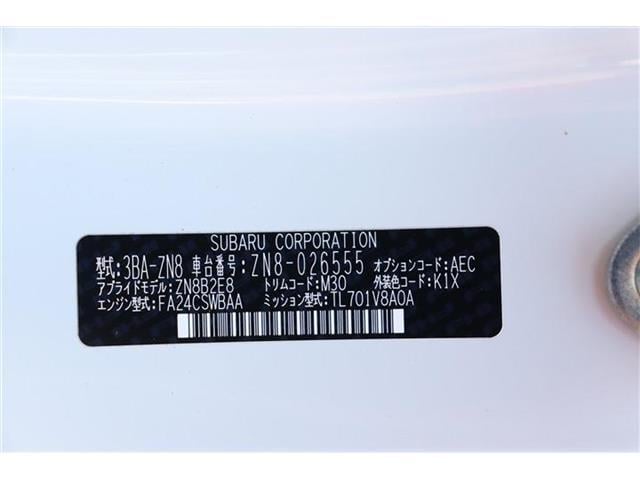 SUBARU CORPORATION
型式:3BA-ZN8 車台番号:ZN8-026555 オプションコード:AEC
アプライドモデル:ZN8B2E8 トリムコード:M30 外装色コード:K1X
エンジン型式:FA24CSWBAA ミッション型式:TL701V8AOA